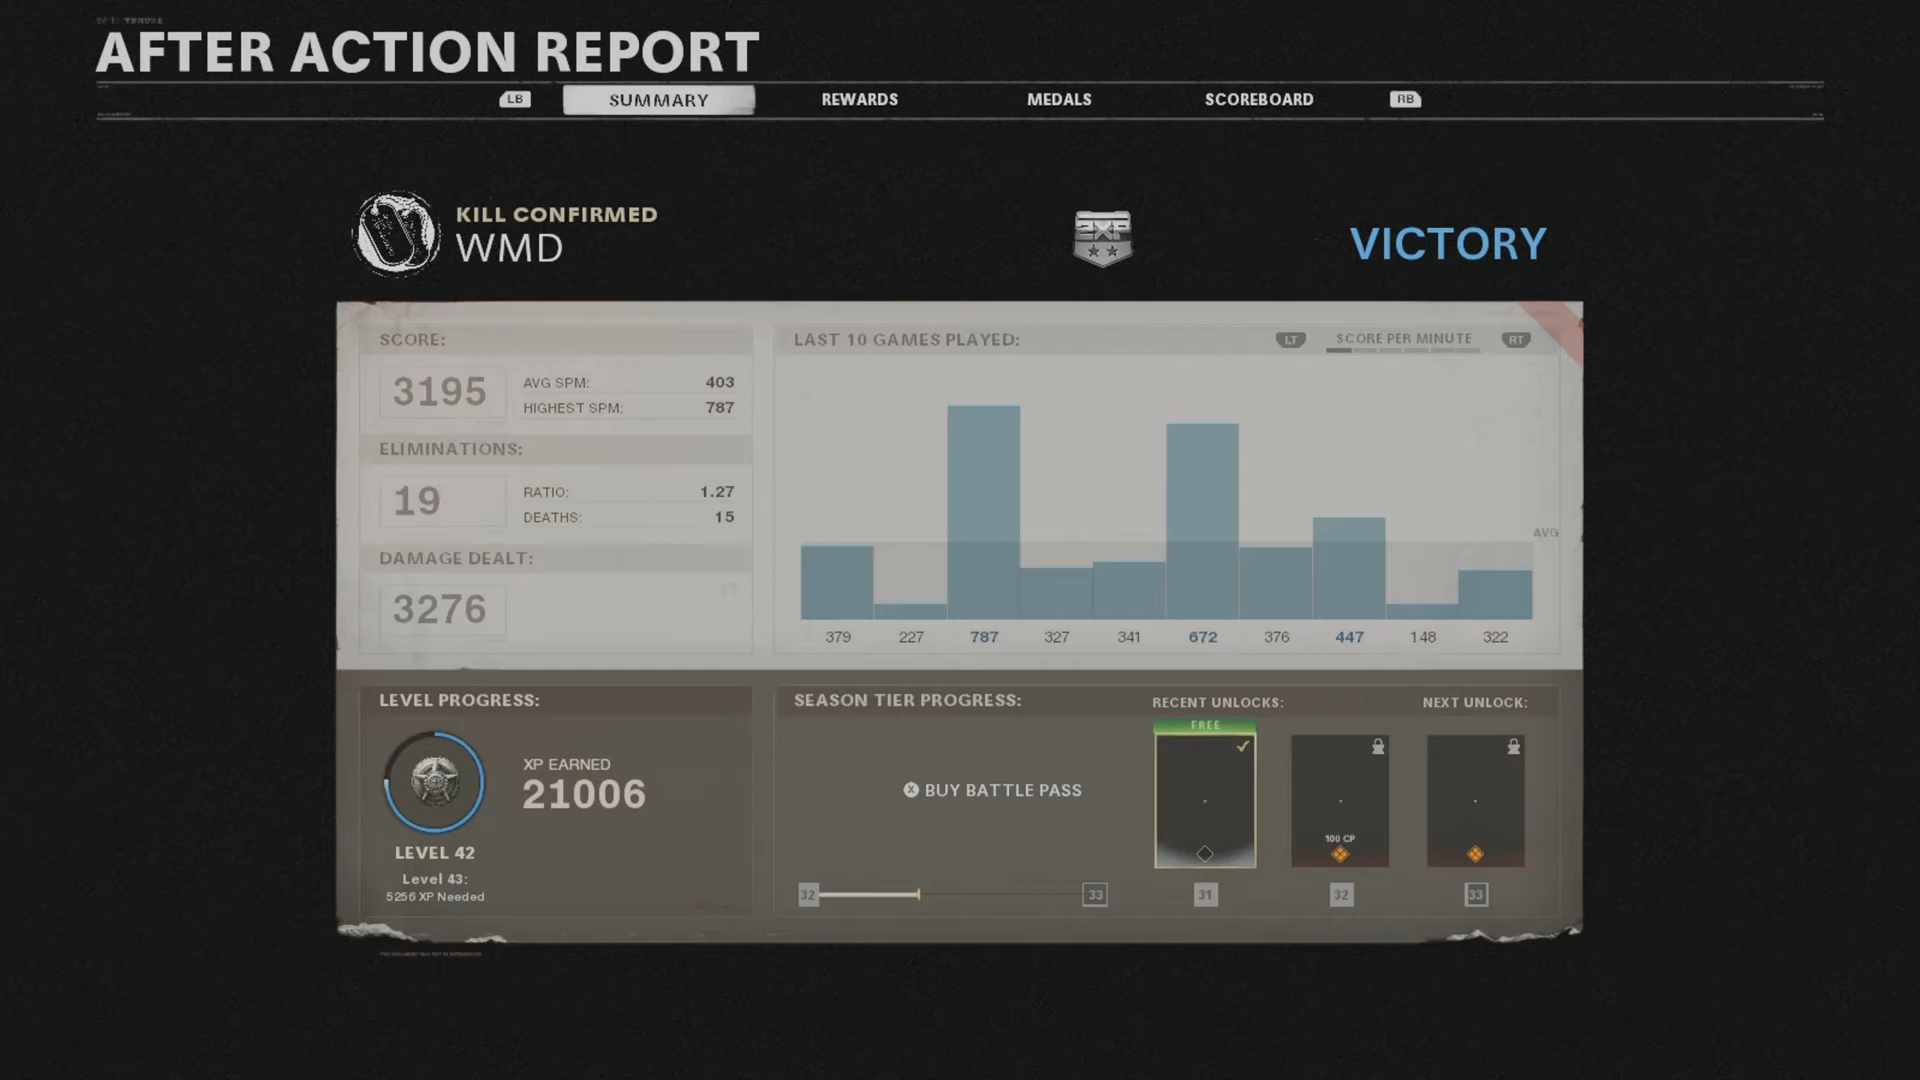 AFTER ACTION REPORT
LB SUMMARY REWARDS MEDALS SCOREBOARD RB
KILL CONFIRMED
WMD
2XP
VICTORY
SCORE:
3195
AVG SPM: 403
HIGHEST SPM: 787
ELIMINATIONS:
19
RATIO: 1.27
DEATHS: 15
DAMAGE DEALT:
3276
LAST 10 GAMES PLAYED:
LT SCORE PER MINUTE RT
AVG
379 227 787 327 341 672 376 447 148 322
LEVEL PROGRESS:
XP EARNED
21006
LEVEL 42
Level 43:
5256 XP Needed
SEASON TIER PROGRESS:
RECENT UNLOCKS:
NEXT UNLOCK:
FREE
X BUY BATTLE PASS
100 CP
32 33 31 32 33